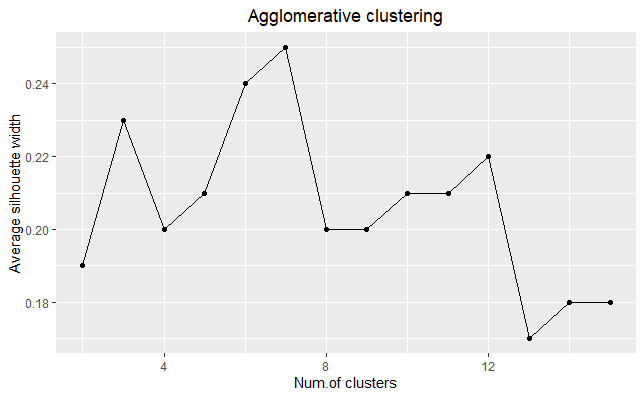 Agglomerative clustering
Average silhouette width
0.24
0.22
0.20
0.18
4
8
12
Num.of clusters